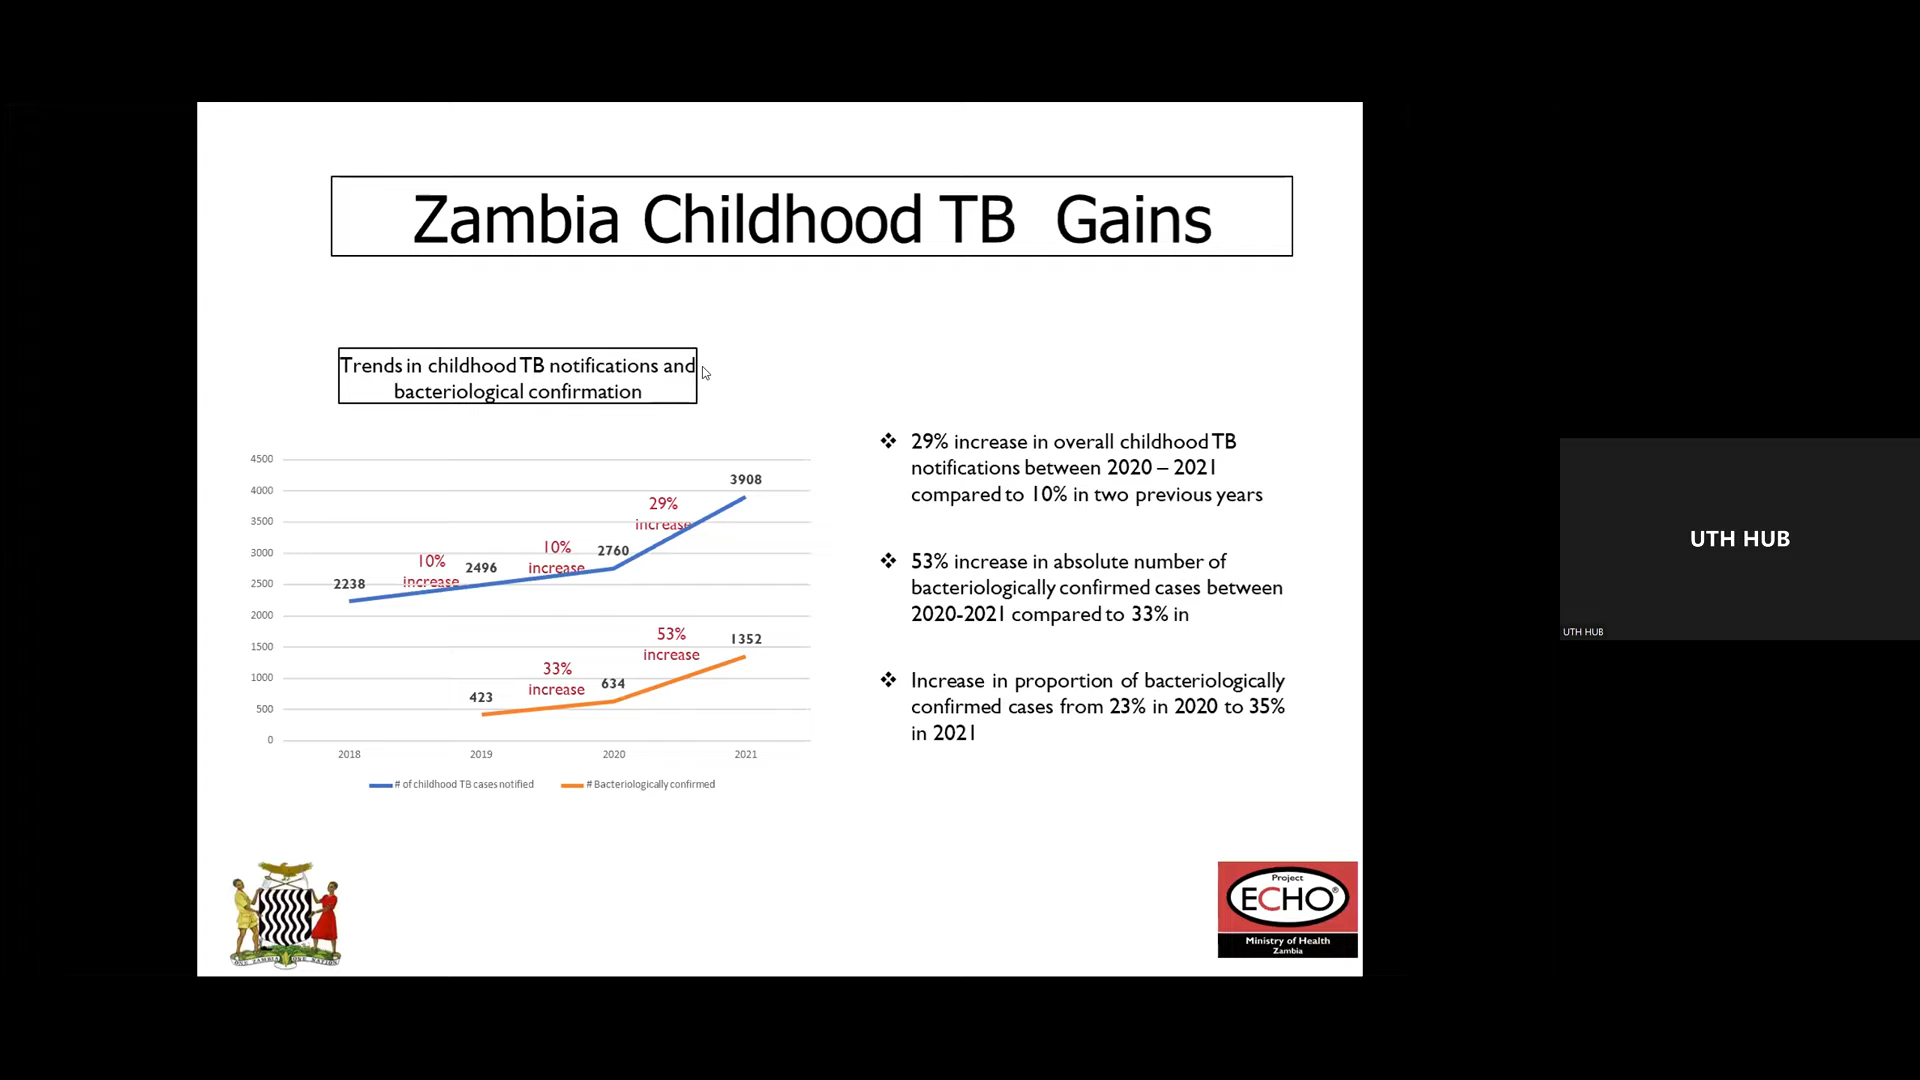 Zambia Childhood TB Gains
Trends in childhood TB notifications and
bacteriological confirmation
4500
4000
3500
3000
2500
2000
1500
1000
500
0
2238
10%
increase
2496
10%
increase
2760
29%
increase
3908
423
33%
increase
634
53%
increase
1352
2018
2019
2020
2021
# of childhood TB cases notified
# Bacteriologically confirmed
❖ 29% increase in overall childhood TB
notifications between 2020 – 2021
compared to 10% in two previous years
❖ 53% increase in absolute number of
bacteriologically confirmed cases between
2020-2021 compared to 33% in
❖ Increase in proportion of bacteriologically
confirmed cases from 23% in 2020 to 35%
in 2021
ONE ZAMBIA ONE NATION
Project
ECHO®
Ministry of Health
Zambia
UTH HUB
UTH HUB